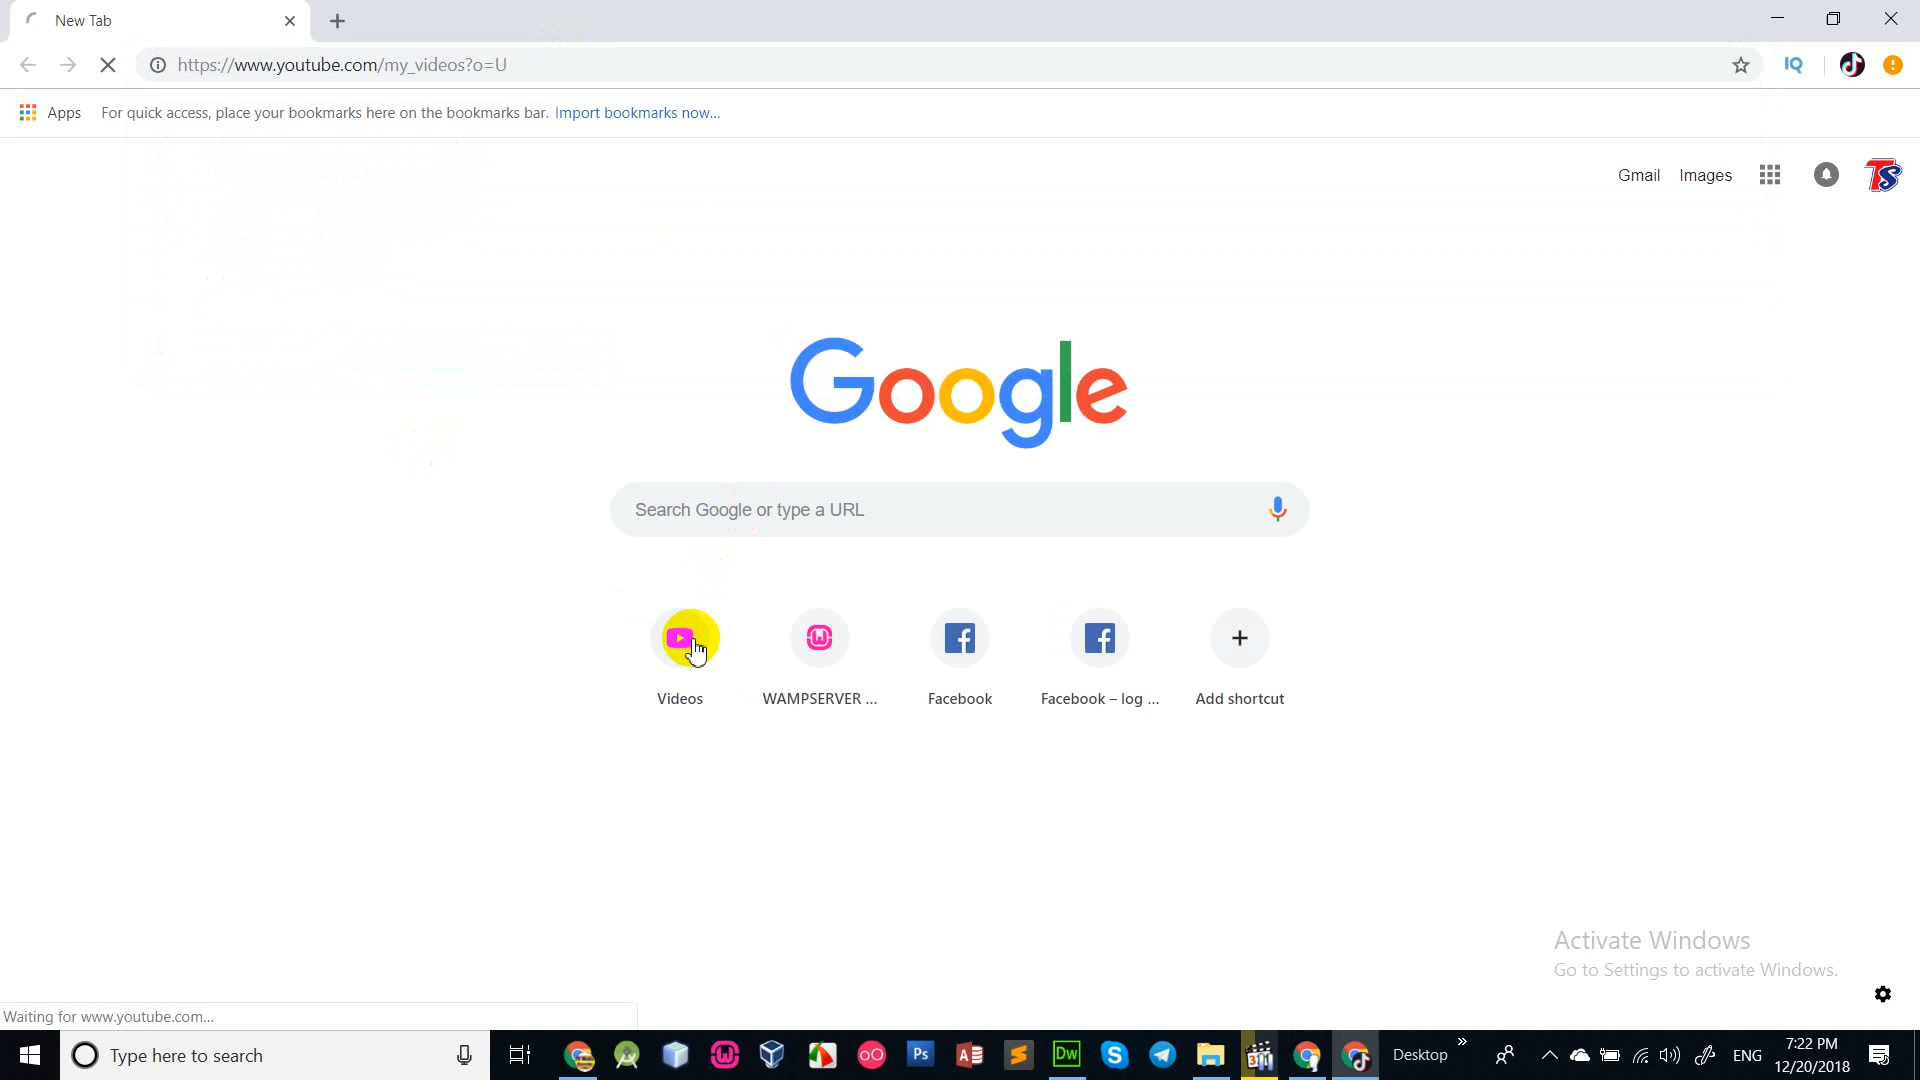 New Tab
https://www.youtube.com/my_videos?o=U
IQ
Apps For quick access, place your bookmarks here on the bookmarks bar. Import bookmarks now...
Gmail Images
TS
Google
Search Google or type a URL
Videos WAMPSERVER ... Facebook Facebook – log ... Add shortcut
Activate Windows
Go to Settings to activate Windows.
Waiting for www.youtube.com...
Type here to search
Ps
Dw
Desktop
ENG
7:22 PM
12/20/2018